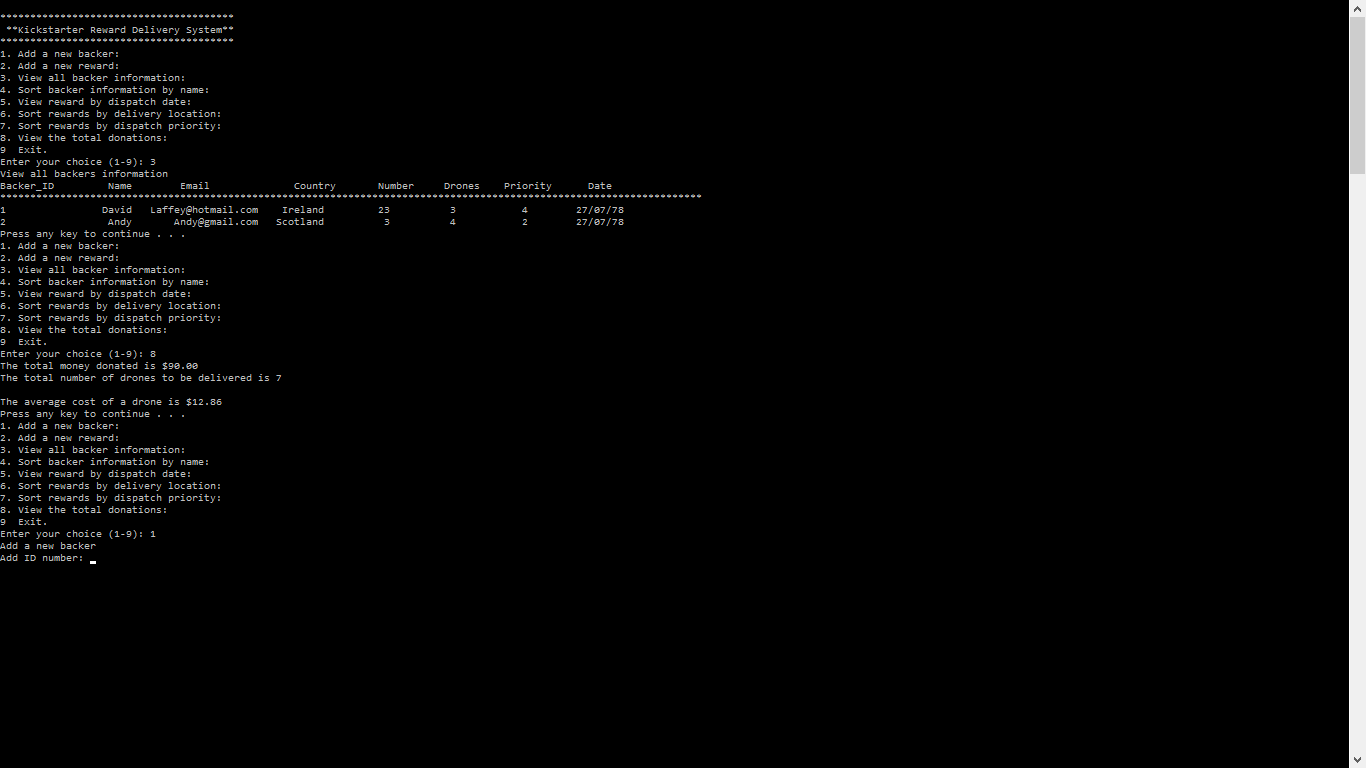 ***************************************
**Kickstarter Reward Delivery System**
***************************************
1. Add a new backer:
2. Add a new reward:
3. View all backer information:
4. Sort backer information by name:
5. View reward by dispatch date:
6. Sort rewards by delivery location:
7. Sort rewards by dispatch priority:
8. View the total donations:
9  Exit.
Enter your choice (1-9): 3
View all backers information
Backer_ID         Name        Email              Country       Number     Drones    Priority      Date
*********************************************************************************************************************
1                David   Laffey@hotmail.com    Ireland         23          3           4        27/07/78
2                 Andy       Andy@gmail.com   Scotland          3          4           2        27/07/78
Press any key to continue . . .
1. Add a new backer:
2. Add a new reward:
3. View all backer information:
4. Sort backer information by name:
5. View reward by dispatch date:
6. Sort rewards by delivery location:
7. Sort rewards by dispatch priority:
8. View the total donations:
9  Exit.
Enter your choice (1-9): 8
The total money donated is $90.00
The total number of drones to be delivered is 7
The average cost of a drone is $12.86
Press any key to continue . . .
1. Add a new backer:
2. Add a new reward:
3. View all backer information:
4. Sort backer information by name:
5. View reward by dispatch date:
6. Sort rewards by delivery location:
7. Sort rewards by dispatch priority:
8. View the total donations:
9  Exit.
Enter your choice (1-9): 1
Add a new backer
Add ID number: